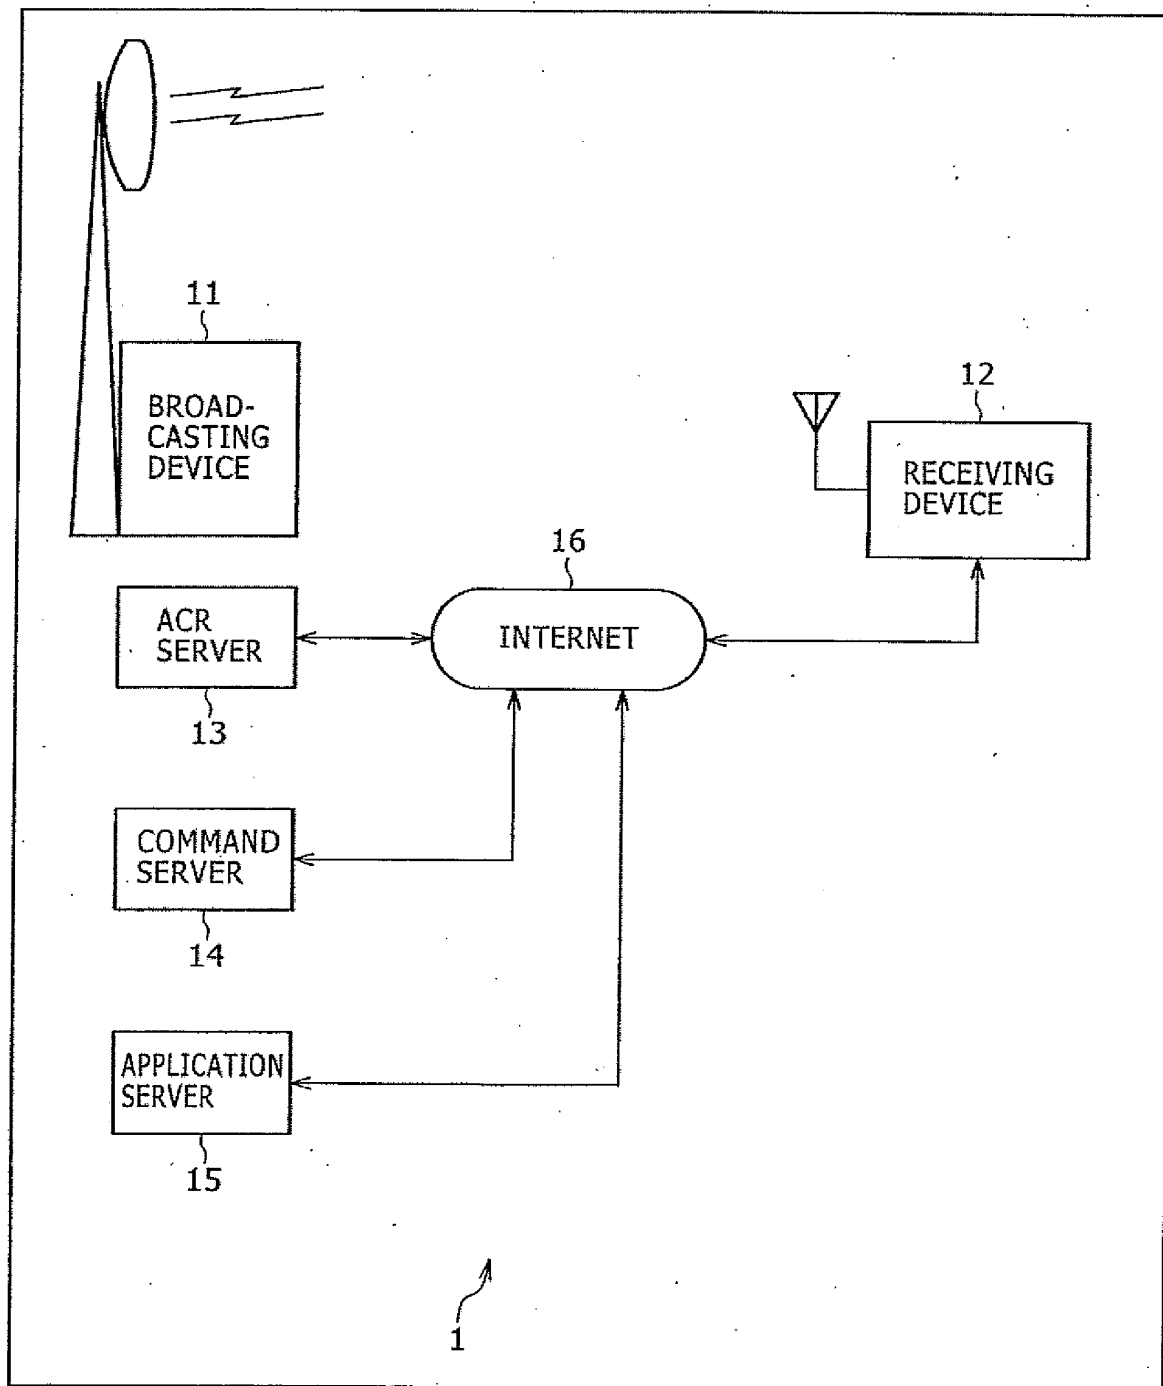 11
BROAD-
CASTING
DEVICE
12
RECEIVING
DEVICE
16
INTERNET
ACR
SERVER
13
COMMAND
SERVER
14
APPLICATION
SERVER
15
1